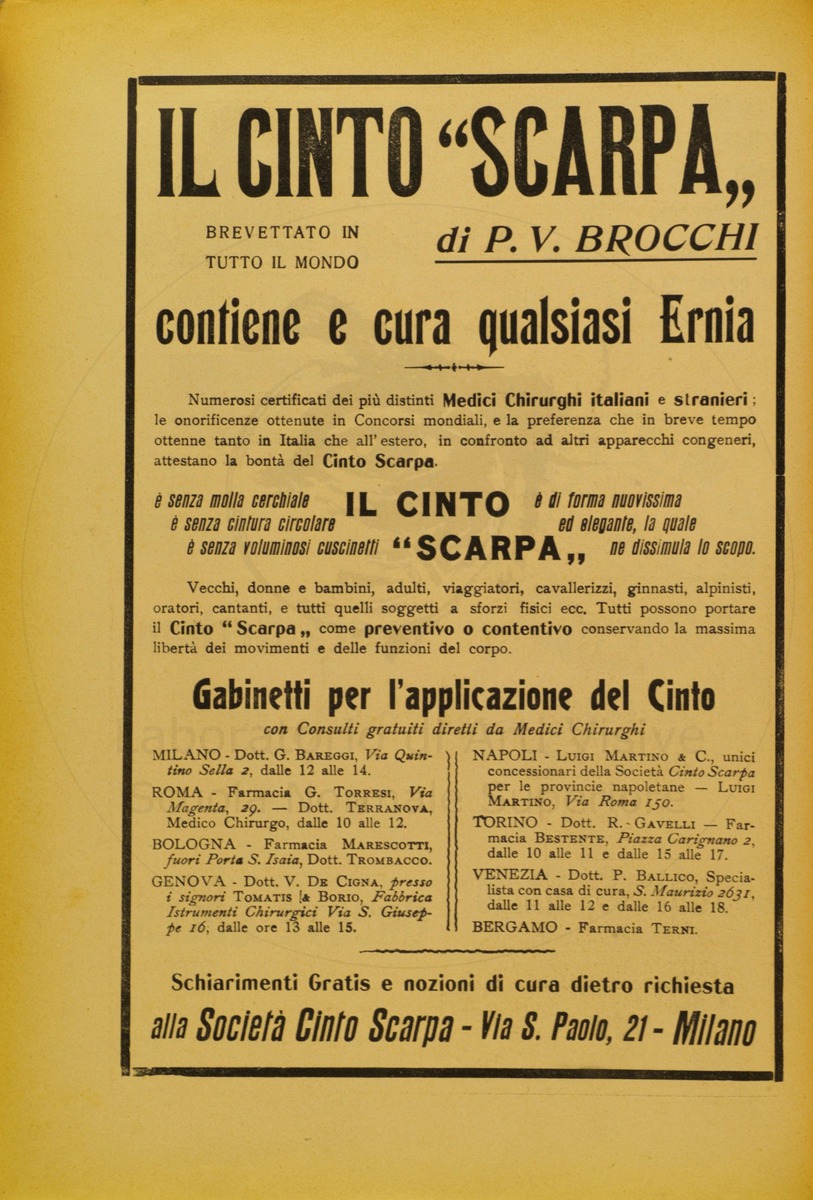 IL CINTO “SCARPA„
BREVETTATO IN
TUTTO IL MONDO
di P. V. BROCCHI
contiene e cura qualsiasi Ernia
Numerosi certificati dei più distinti Medici Chirurghi italiani e stranieri;
le onorificenze ottenute in Concorsi mondiali, e la preferenza che in breve tempo
ottenne tanto in Italia che all' estero, in confronto ad altri apparecchi congeneri,
attestano la bontà del Cinto Scarpa.
è senza molla cerchiale
è senza cintura circolare
è senza voluminosi cuscinetti
IL CINTO
“SCARPA„
è di forma nuovissima
ed elegante, la quale
ne dissimula lo scopo.
Vecchi, donne e bambini, adulti, viaggiatori, cavallerizzi, ginnasti, alpinisti,
oratori, cantanti, e tutti quelli soggetti a sforzi fisici ecc. Tutti possono portare
il Cinto “Scarpa„ come preventivo o contentivo conservando la massima
libertà dei movimenti e delle funzioni del corpo.
Gabinetti per l'applicazione del Cinto
con Consulti gratuiti diretti da Medici Chirurghi
MILANO - Dott. G. BAREGGI, Via Quin-
tino Sella 2, dalle 12 alle 14.
ROMA - Farmacia G. TORRESI, Via
Magenta, 29. — Dott. TERRANOVA,
Medico Chirurgo, dalle 10 alle 12.
BOLOGNA - Farmacia MARESCOTTI,
fuori Porta S. Isaia, Dott. TROMBACCO.
GENOVA - Dott. V. DE CIGNA, presso
i signori TOMATIS [& BORIO, Fabbrica
Istrumenti Chirurgici Via S. Giusep-
pe 16, dalle ore 13 alle 15.
NAPOLI - LUIGI MARTINO & C., unici
concessionari della Società Cinto Scarpa
per le provincie napoletane — LUIGI
MARTINO, Via Roma 150.
TORINO - Dott. R. - GAVELLI — Far-
macia BESTENTE, Piazza Carignano 2,
dalle 10 alle 11 e dalle 15 alle 17.
VENEZIA - Dott. P. BALLICO, Specia-
lista con casa di cura, S. Maurizio 2631,
dalle 11 alle 12 e dalle 16 alle 18.
BERGAMO - Farmacia TERNI.
Schiarimenti Gratis e nozioni di cura dietro richiesta
alla Società Cinto Scarpa - Via S. Paolo, 21 - Milano